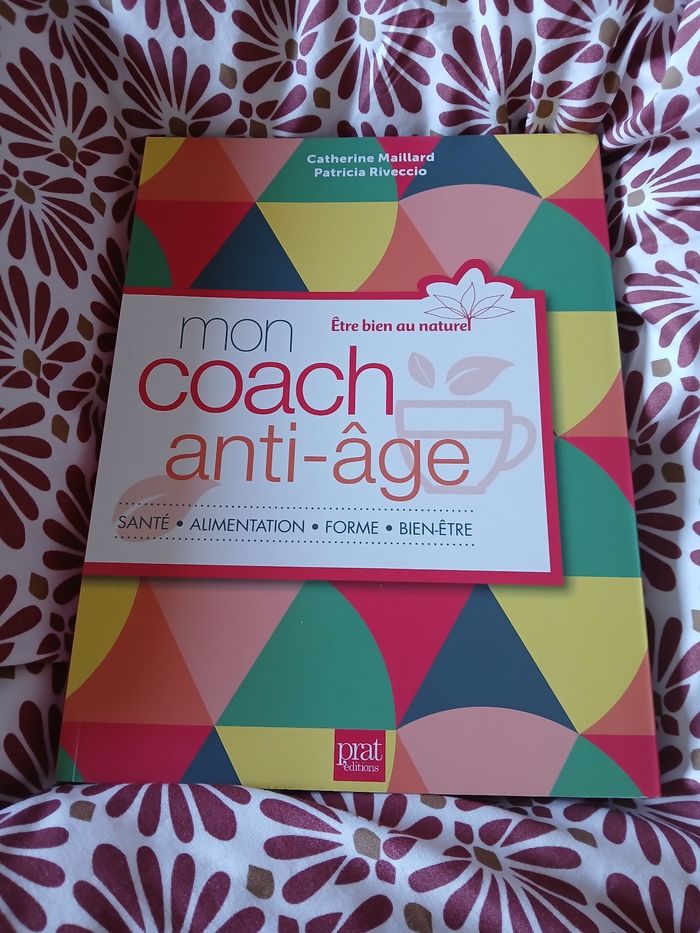 Catherine Maillard
Patricia Riveccio
Être bien au naturel
mon
coach
anti-âge
SANTÉ • ALIMENTATION • FORME • BIEN-ÊTRE
prat
éditions